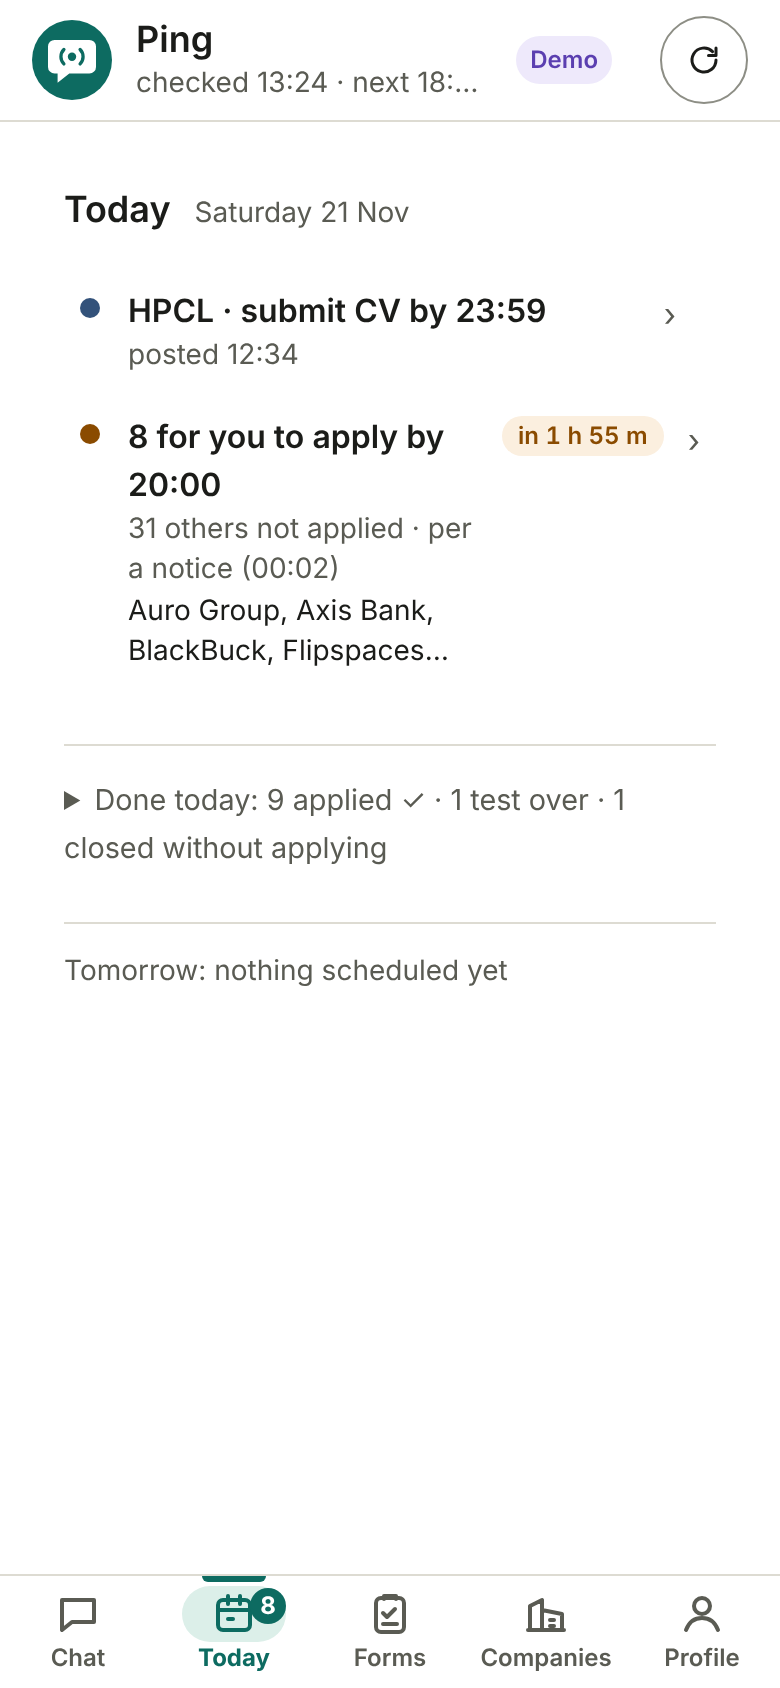 Ping
checked 13:24 · next 18:...
Demo
Today Saturday 21 Nov
HPCL · submit CV by 23:59
posted 12:34
8 for you to apply by
20:00
in 1 h 55 m
31 others not applied · per
a notice (00:02)
Auro Group, Axis Bank,
BlackBuck, Flipspaces...
Done today: 9 applied ✓ · 1 test over · 1
closed without applying
Tomorrow: nothing scheduled yet
8
Chat Today Forms Companies Profile